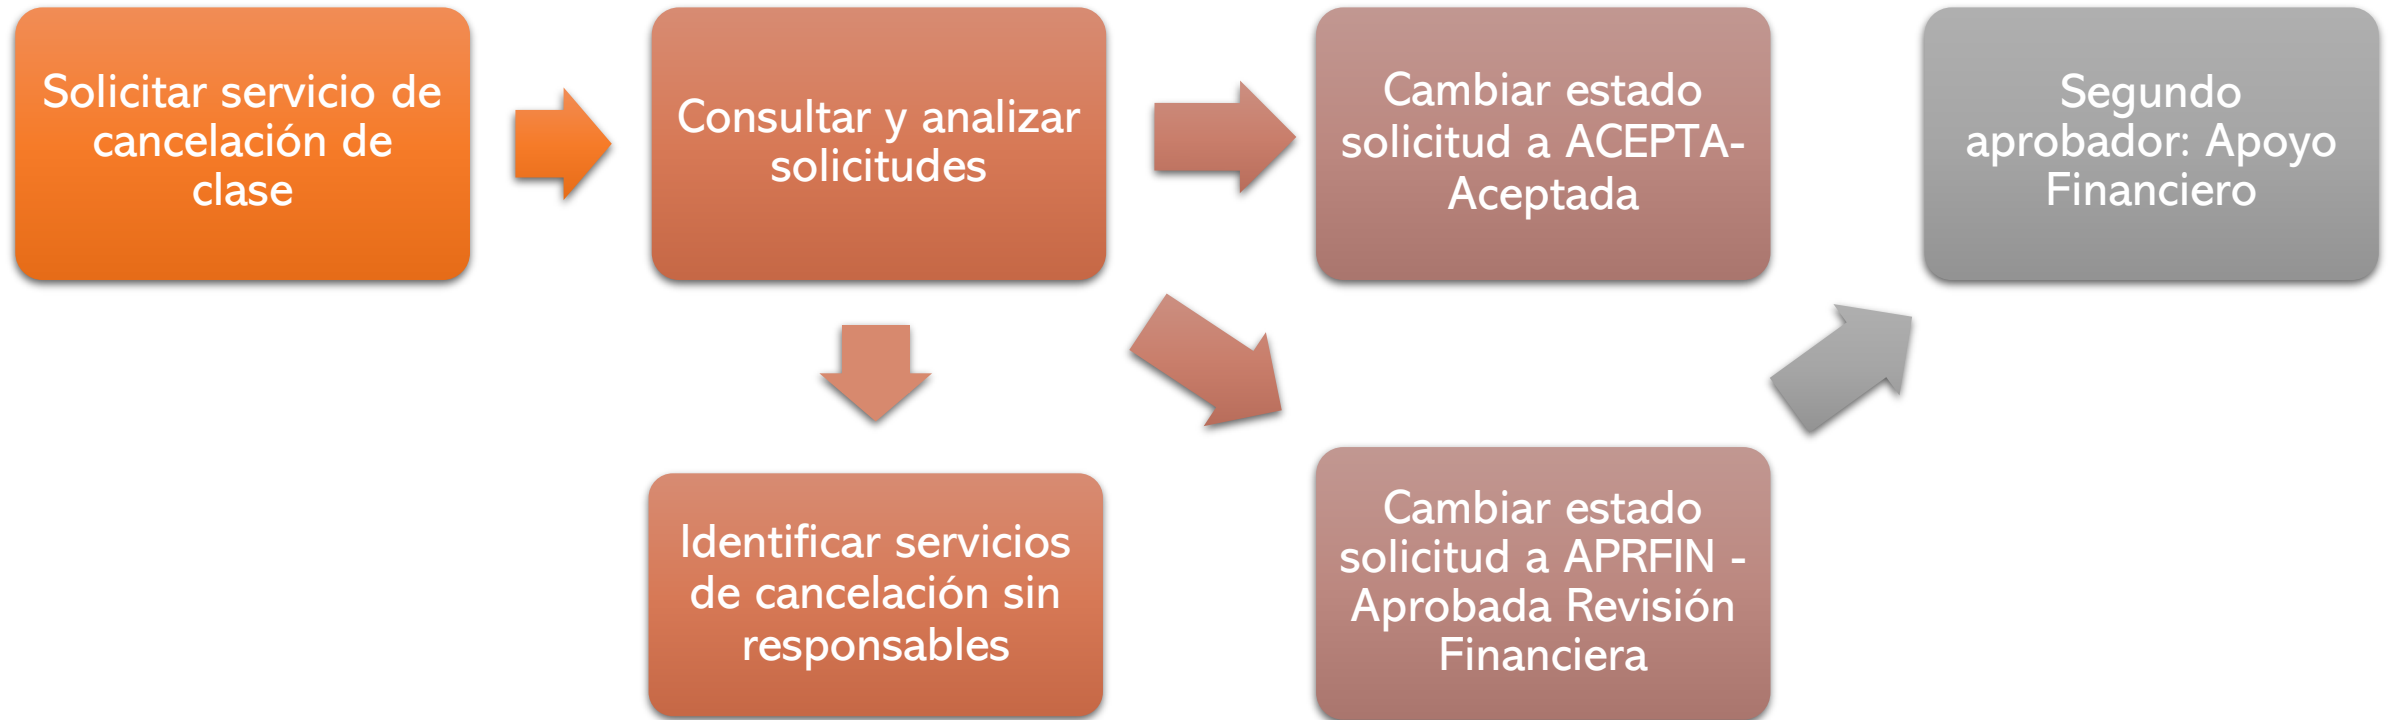 Solicitar servicio de
cancelación de
clase
Consultar y analizar
solicitudes
Cambiar estado
solicitud a ACEPTA-
Aceptada
Segundo
aprobador: Apoyo
Financiero
Identificar servicios
de cancelación sin
responsables
Cambiar estado
solicitud a APRFIN -
Aprobada Revisión
Financiera